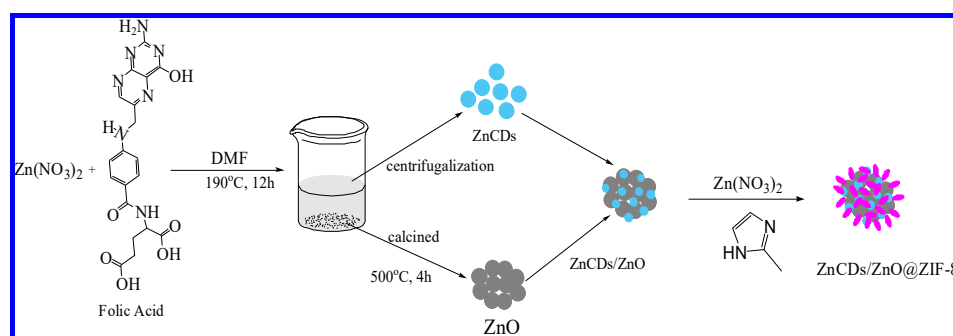 H₂N
N
N
N
N
OH
N
H
N
Zn(NO₃)₂ +
O
NH
O
OH
O
OH
Folic Acid
DMF
190°C, 12h
centrifugalization
calcined
500°C, 4h
ZnCDs
ZnO
ZnCDs/ZnO
Zn(NO₃)₂
N
HN
ZnCDs/ZnO@ZIF-8